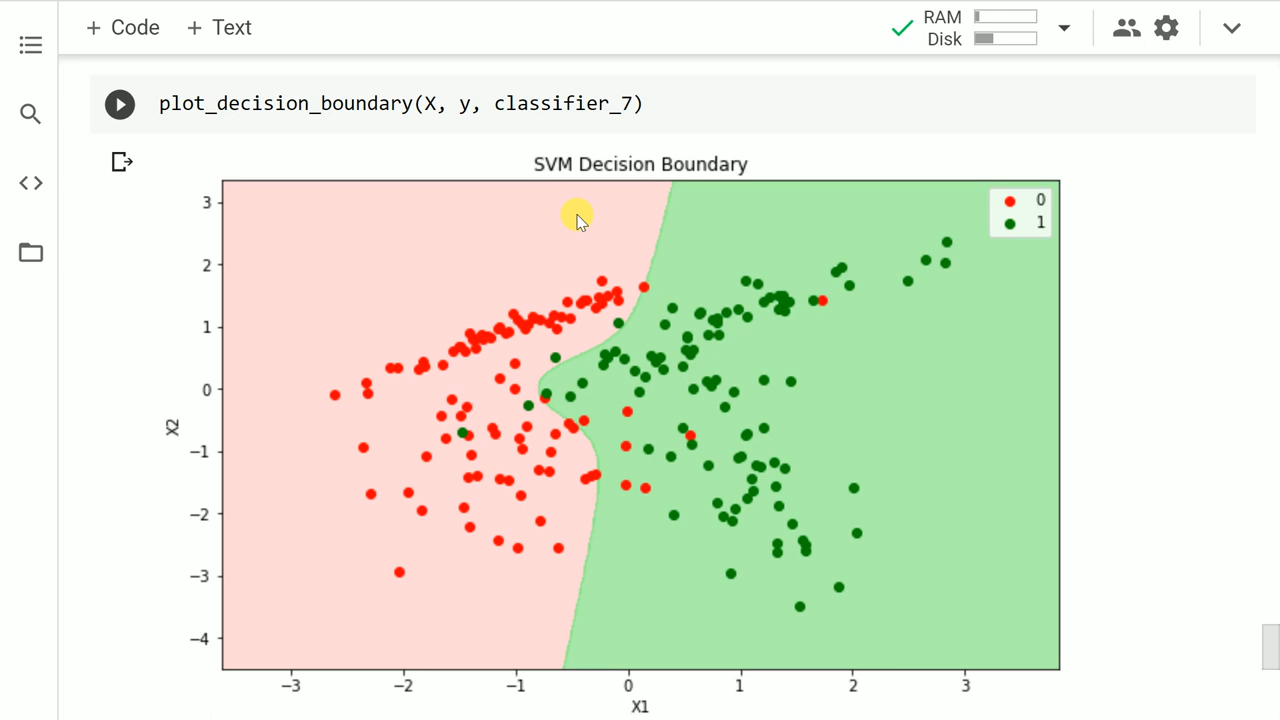 + Code + Text
RAM
Disk
plot_decision_boundary(X, y, classifier_7)
SVM Decision Boundary
0
1
3
2
1
0
−1
−2
−3
−4
X2
−3 −2 −1 0 1 2 3
X1